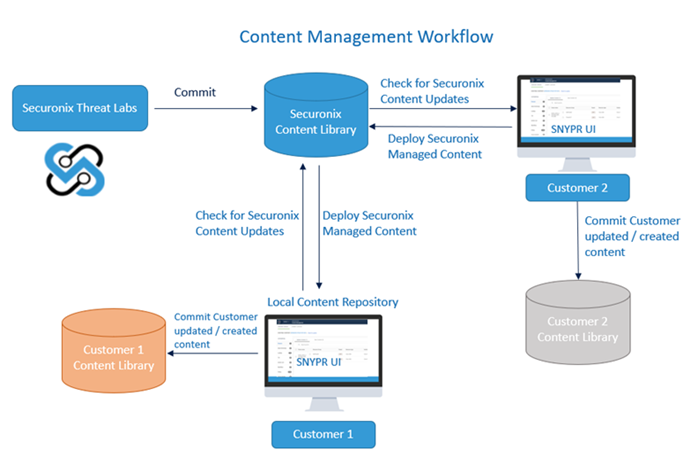 Content Management Workflow
Securonix Threat Labs
Commit
Securonix
Content Library
Check for Securonix
Content Updates
Deploy Securonix
Managed Content
SNYPR UI
Customer 2
Commit Customer
updated / created
content
Customer 2
Content Library
Check for Securonix
Content Updates
Deploy Securonix
Managed Content
Local Content Repository
Commit Customer
updated / created
content
Customer 1
Content Library
SNYPR UI
Customer 1